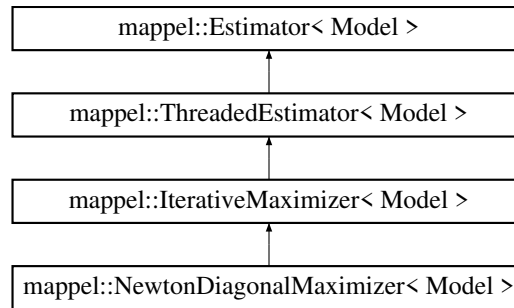 mappel::Estimator< Model >
mappel::ThreadedEstimator< Model >
mappel::IterativeMaximizer< Model >
mappel::NewtonDiagonalMaximizer< Model >